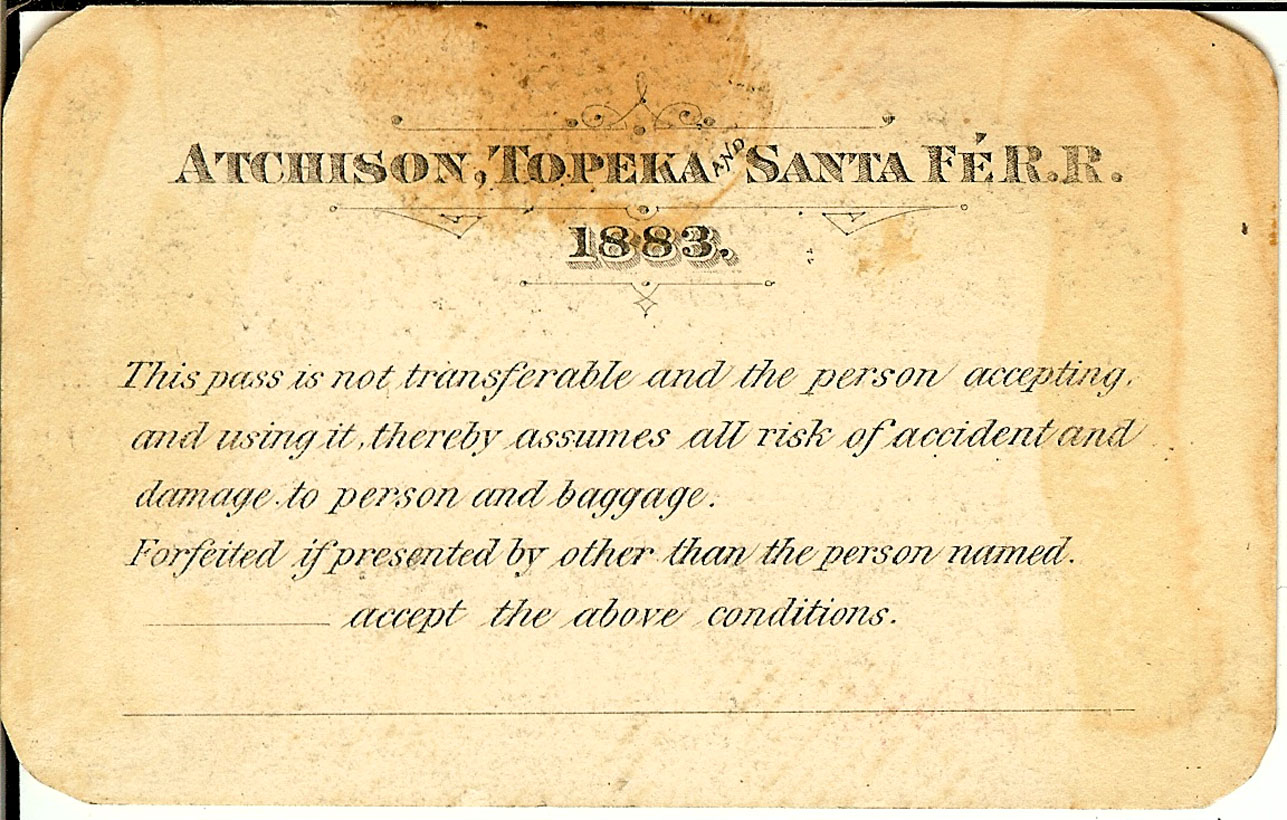 ATCHISON, TOPEKA AND SANTA FÉ R.R.
1883.
This pass is not transferable and the person accepting
and using it, thereby assumes all risk of accident and
damage to person and baggage.
Forfeited if presented by other than the person named.
accept the above conditions.